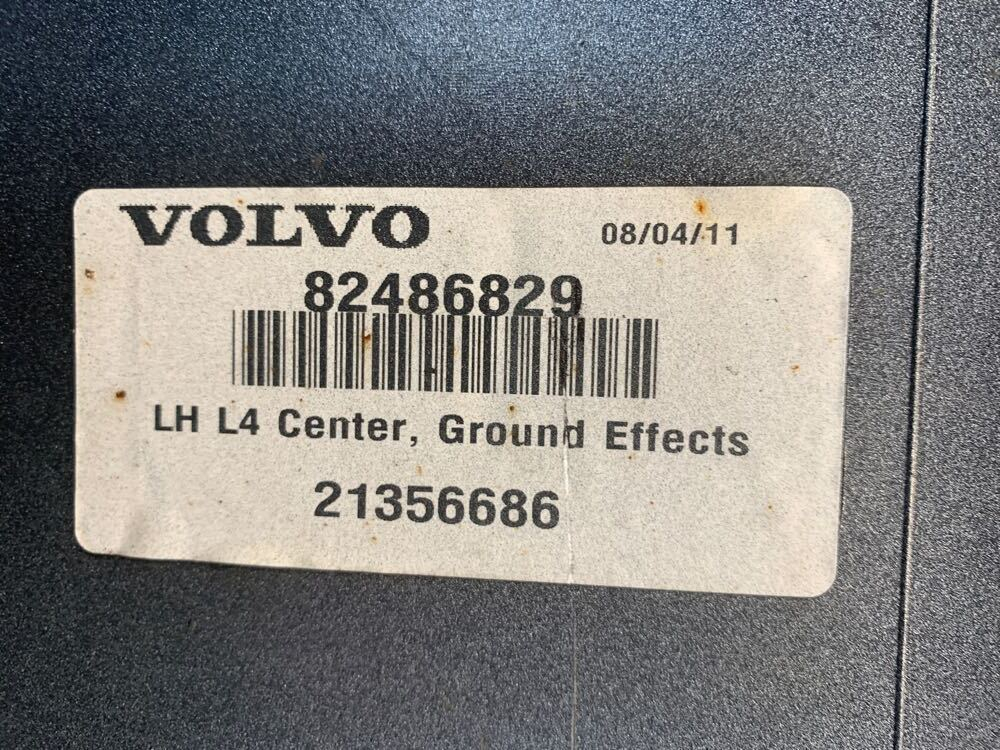 VOLVO 08/04/11
82486829
LH L4 Center, Ground Effects
21356686